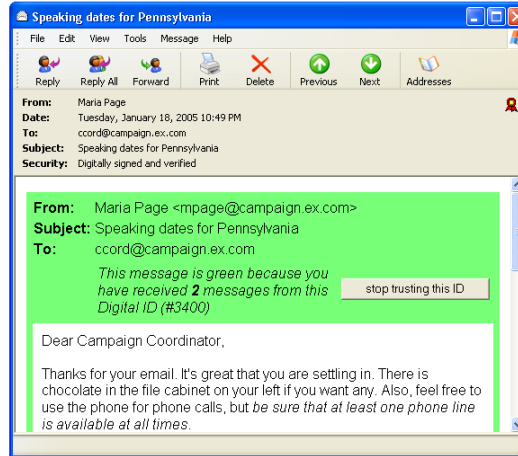 Speaking dates for Pennsylvania
File Edit View Tools Message Help
Reply Reply All Forward Print Delete Previous Next Addresses
From: Maria Page
Date: Tuesday, January 18, 2005 10:49 PM
To: ccord@campaign.ex.com
Subject: Speaking dates for Pennsylvania
Security: Digitally signed and verified
From: Maria Page <mpage@campaign.ex.com>
Subject: Speaking dates for Pennsylvania
To: ccord@campaign.ex.com
This message is green because you
have received 2 messages from this
Digital ID (#3400)
stop trusting this ID
Dear Campaign Coordinator,
Thanks for your email. It's great that you are settling in. There is
chocolate in the file cabinet on your left if you want any. Also, feel free to
use the phone for phone calls, but be sure that at least one phone line
is available at all times.